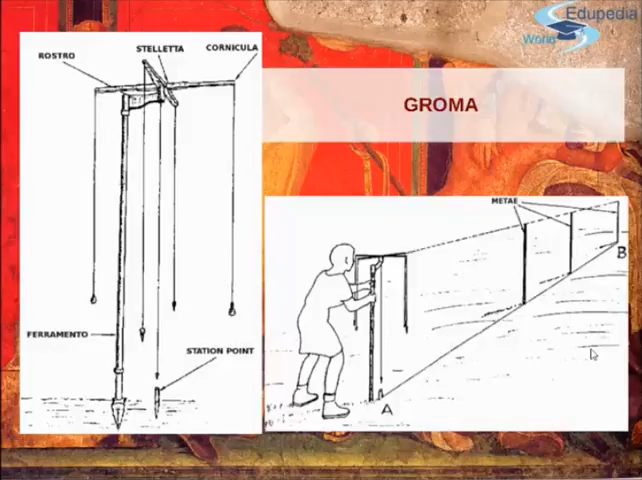 Edupedia
World
GROMA
ROSTRO
STELLETTA
CORNICULA
FERRAMENTO
STATION POINT
METAE
B
A